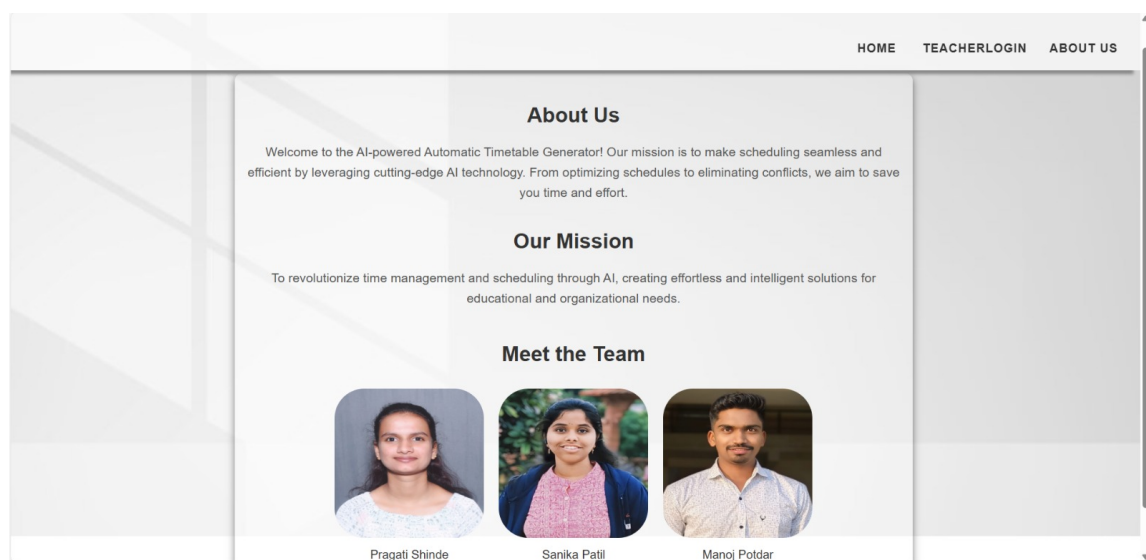 HOME TEACHERLOGIN ABOUT US
About Us
Welcome to the AI-powered Automatic Timetable Generator! Our mission is to make scheduling seamless and
efficient by leveraging cutting-edge AI technology. From optimizing schedules to eliminating conflicts, we aim to save
you time and effort.
Our Mission
To revolutionize time management and scheduling through AI, creating effortless and intelligent solutions for
educational and organizational needs.
Meet the Team
Pragati Shinde Sanika Patil Manoj Potdar